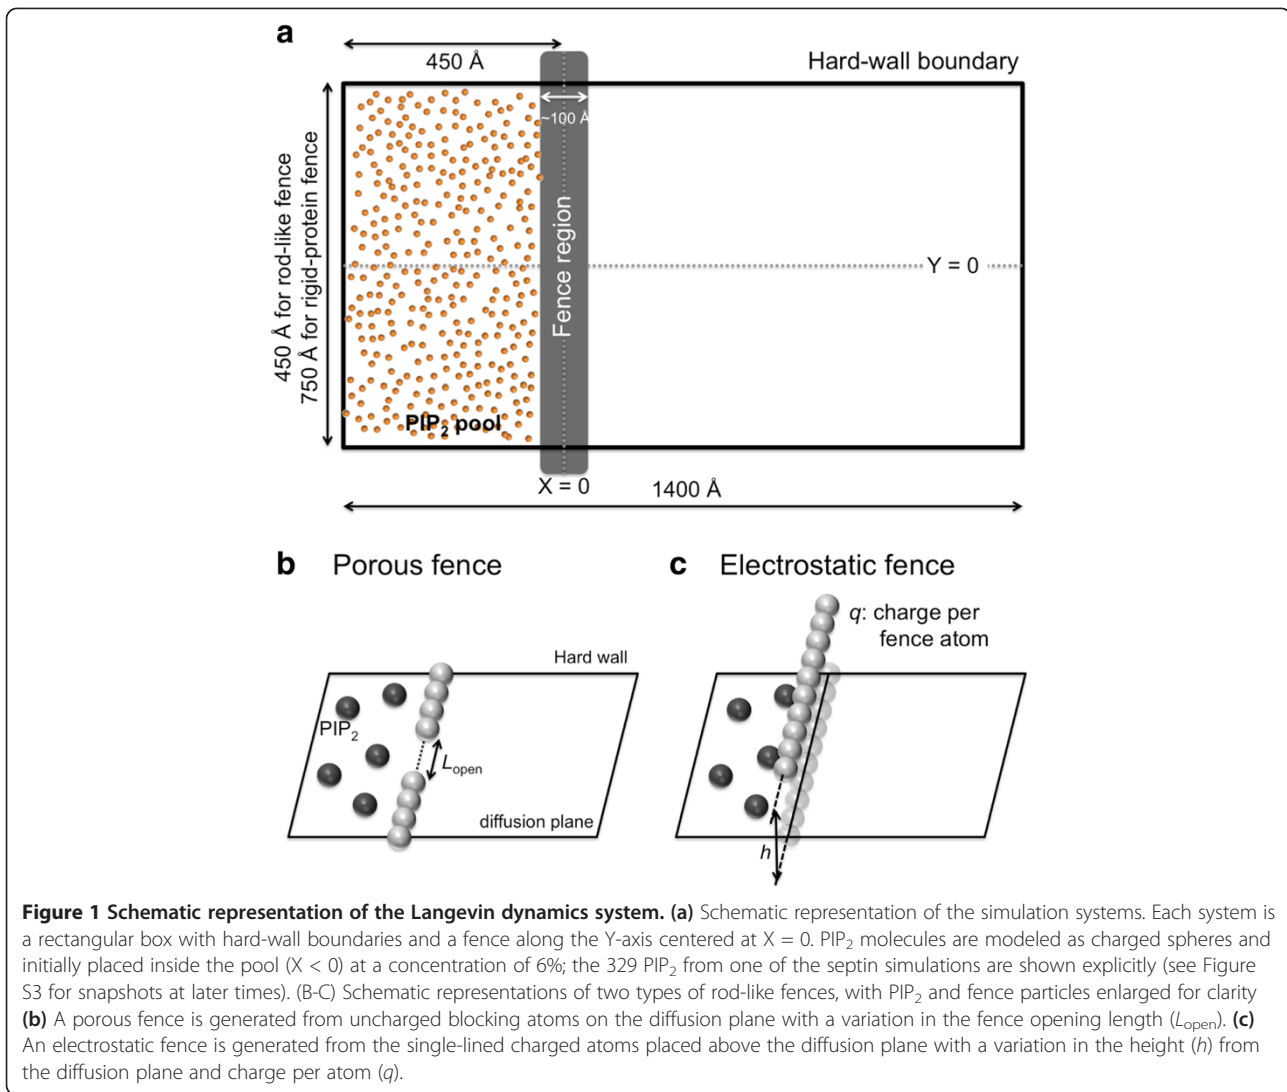 a
450 Å
Hard-wall boundary
~100 Å
450 Å for rod-like fence
750 Å for rigid-protein fence
Fence region
Y = 0
PIP2 pool
X = 0
1400 Å
b Porous fence
c Electrostatic fence
q: charge per
fence atom
Hard wall
PIP2
Lopen
diffusion plane
h
Figure 1 Schematic representation of the Langevin dynamics system. (a) Schematic representation of the simulation systems. Each system is
a rectangular box with hard-wall boundaries and a fence along the Y-axis centered at X = 0. PIP2 molecules are modeled as charged spheres and
initially placed inside the pool (X < 0) at a concentration of 6%; the 329 PIP2 from one of the septin simulations are shown explicitly (see Figure
S3 for snapshots at later times). (B-C) Schematic representations of two types of rod-like fences, with PIP2 and fence particles enlarged for clarity
(b) A porous fence is generated from uncharged blocking atoms on the diffusion plane with a variation in the fence opening length (Lopen). (c)
An electrostatic fence is generated from the single-lined charged atoms placed above the diffusion plane with a variation in the height (h) from
the diffusion plane and charge per atom (q).